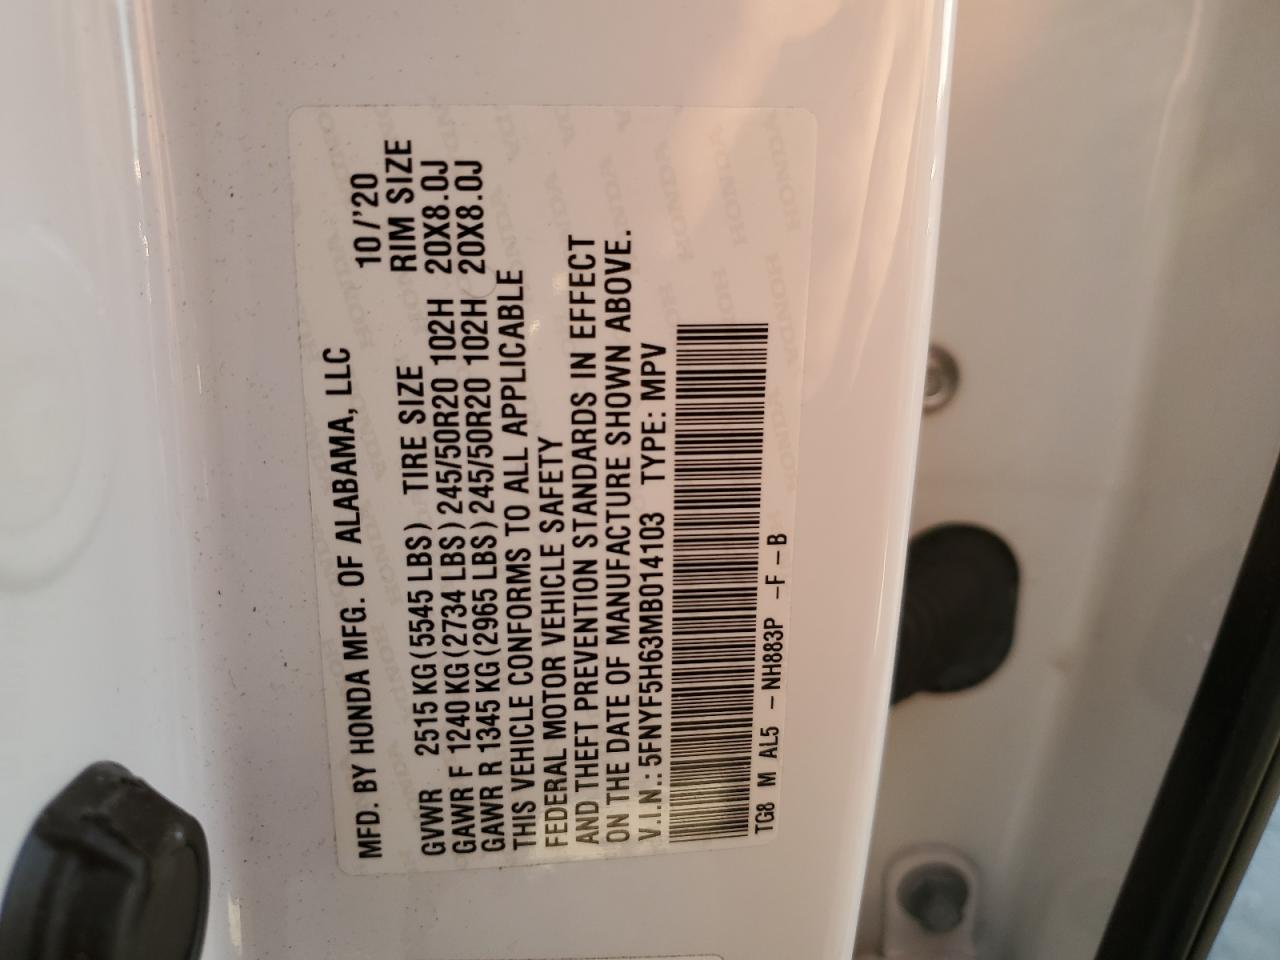 MFD. BY HONDA MFG. OF ALABAMA, LLC 10/'20
GVWR 2515 KG (5545 LBS) TIRE SIZE RIM SIZE
GAWR F 1240 KG (2734 LBS) 245/50R20 102H 20X8.0J
GAWR R 1345 KG (2965 LBS) 245/50R20 102H 20X8.0J
THIS VEHICLE CONFORMS TO ALL APPLICABLE
FEDERAL MOTOR VEHICLE SAFETY
AND THEFT PREVENTION STANDARDS IN EFFECT
ON THE DATE OF MANUFACTURE SHOWN ABOVE.
V.I.N.: 5FNYF5H63MB014103 TYPE: MPV
TG8 M AL5 - NH883P - F - B